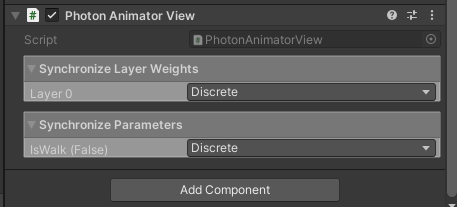 Photon Animator View
Script
PhotonAnimatorView
Synchronize Layer Weights
Layer 0
Discrete
Synchronize Parameters
IsWalk (False)
Discrete
Add Component